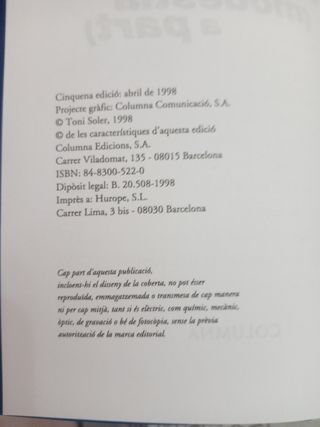 Cinquena edició: abril de 1998
Projecte gràfic: Columna Comunicació, S.A.
© Toni Soler, 1998
© de les característiques d'aquesta edició
Columna Edicions, S.A.
Carrer Viladomat, 135 - 08015 Barcelona
ISBN: 84-8300-522-0
Dipòsit legal: B. 20.508-1998
Imprès a: Hurope, S.L.
Carrer Lima, 3 bis - 08030 Barcelona
Cap part d'aquesta publicació,
incloent-hi el disseny de la coberta, no pot ésser
reproduïda, emmagatzemada o transmesa de cap manera
ni per cap mitjà, tant si és elèctric, com químic, mecànic,
òptic, de gravació o bé de fotocòpia, sense la prèvia
autorització de la marca editorial.